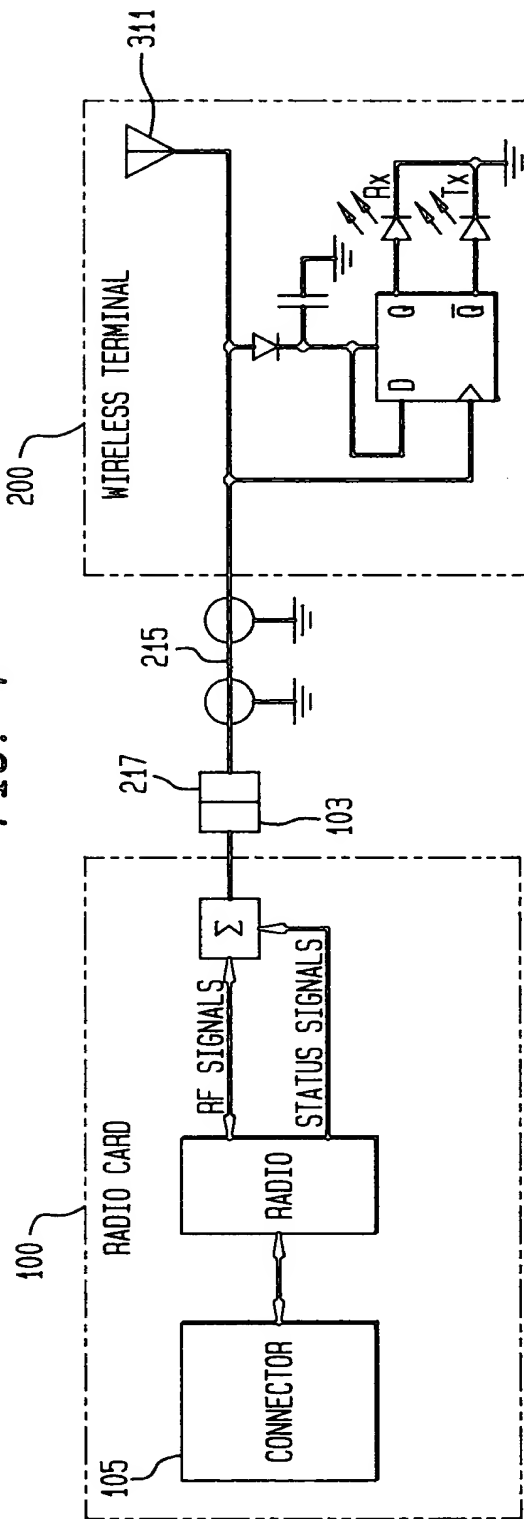 100
RADIO CARD
105
CONNECTOR
RADIO
RF SIGNALS
STATUS SIGNALS
Σ
217
103
215
200
WIRELESS TERMINAL
311
D
Q
Q̅
Rx
Tx